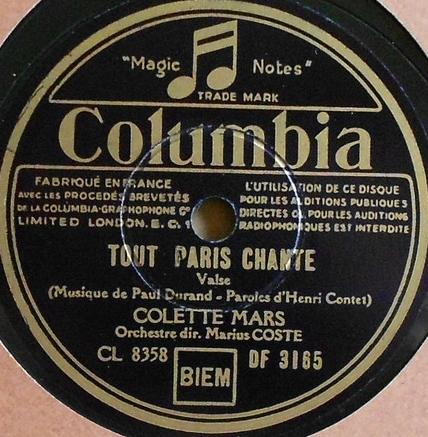 "Magic Notes"
TRADE MARK
Columbia
FABRIQUÉ EN FRANCE
AVEC LES PROCÉDÉS BREVETÉS
DE LA COLUMBIA-GRAPHOPHONE Cº
LIMITED LONDON. E. C. 1
L'UTILISATION DE CE DISQUE
POUR LES AUDITIONS PUBLIQUES
DIRECTES OU POUR LES AUDITIONS
RADIOPHONIQUES EST INTERDITE
TOUT PARIS CHANTE
Valse
(Musique de Paul Durand - Paroles d'Henri Contet)
COLETTE MARS
Orchestre dir. Marius COSTE
CL 8358 DF 3165
BIEM